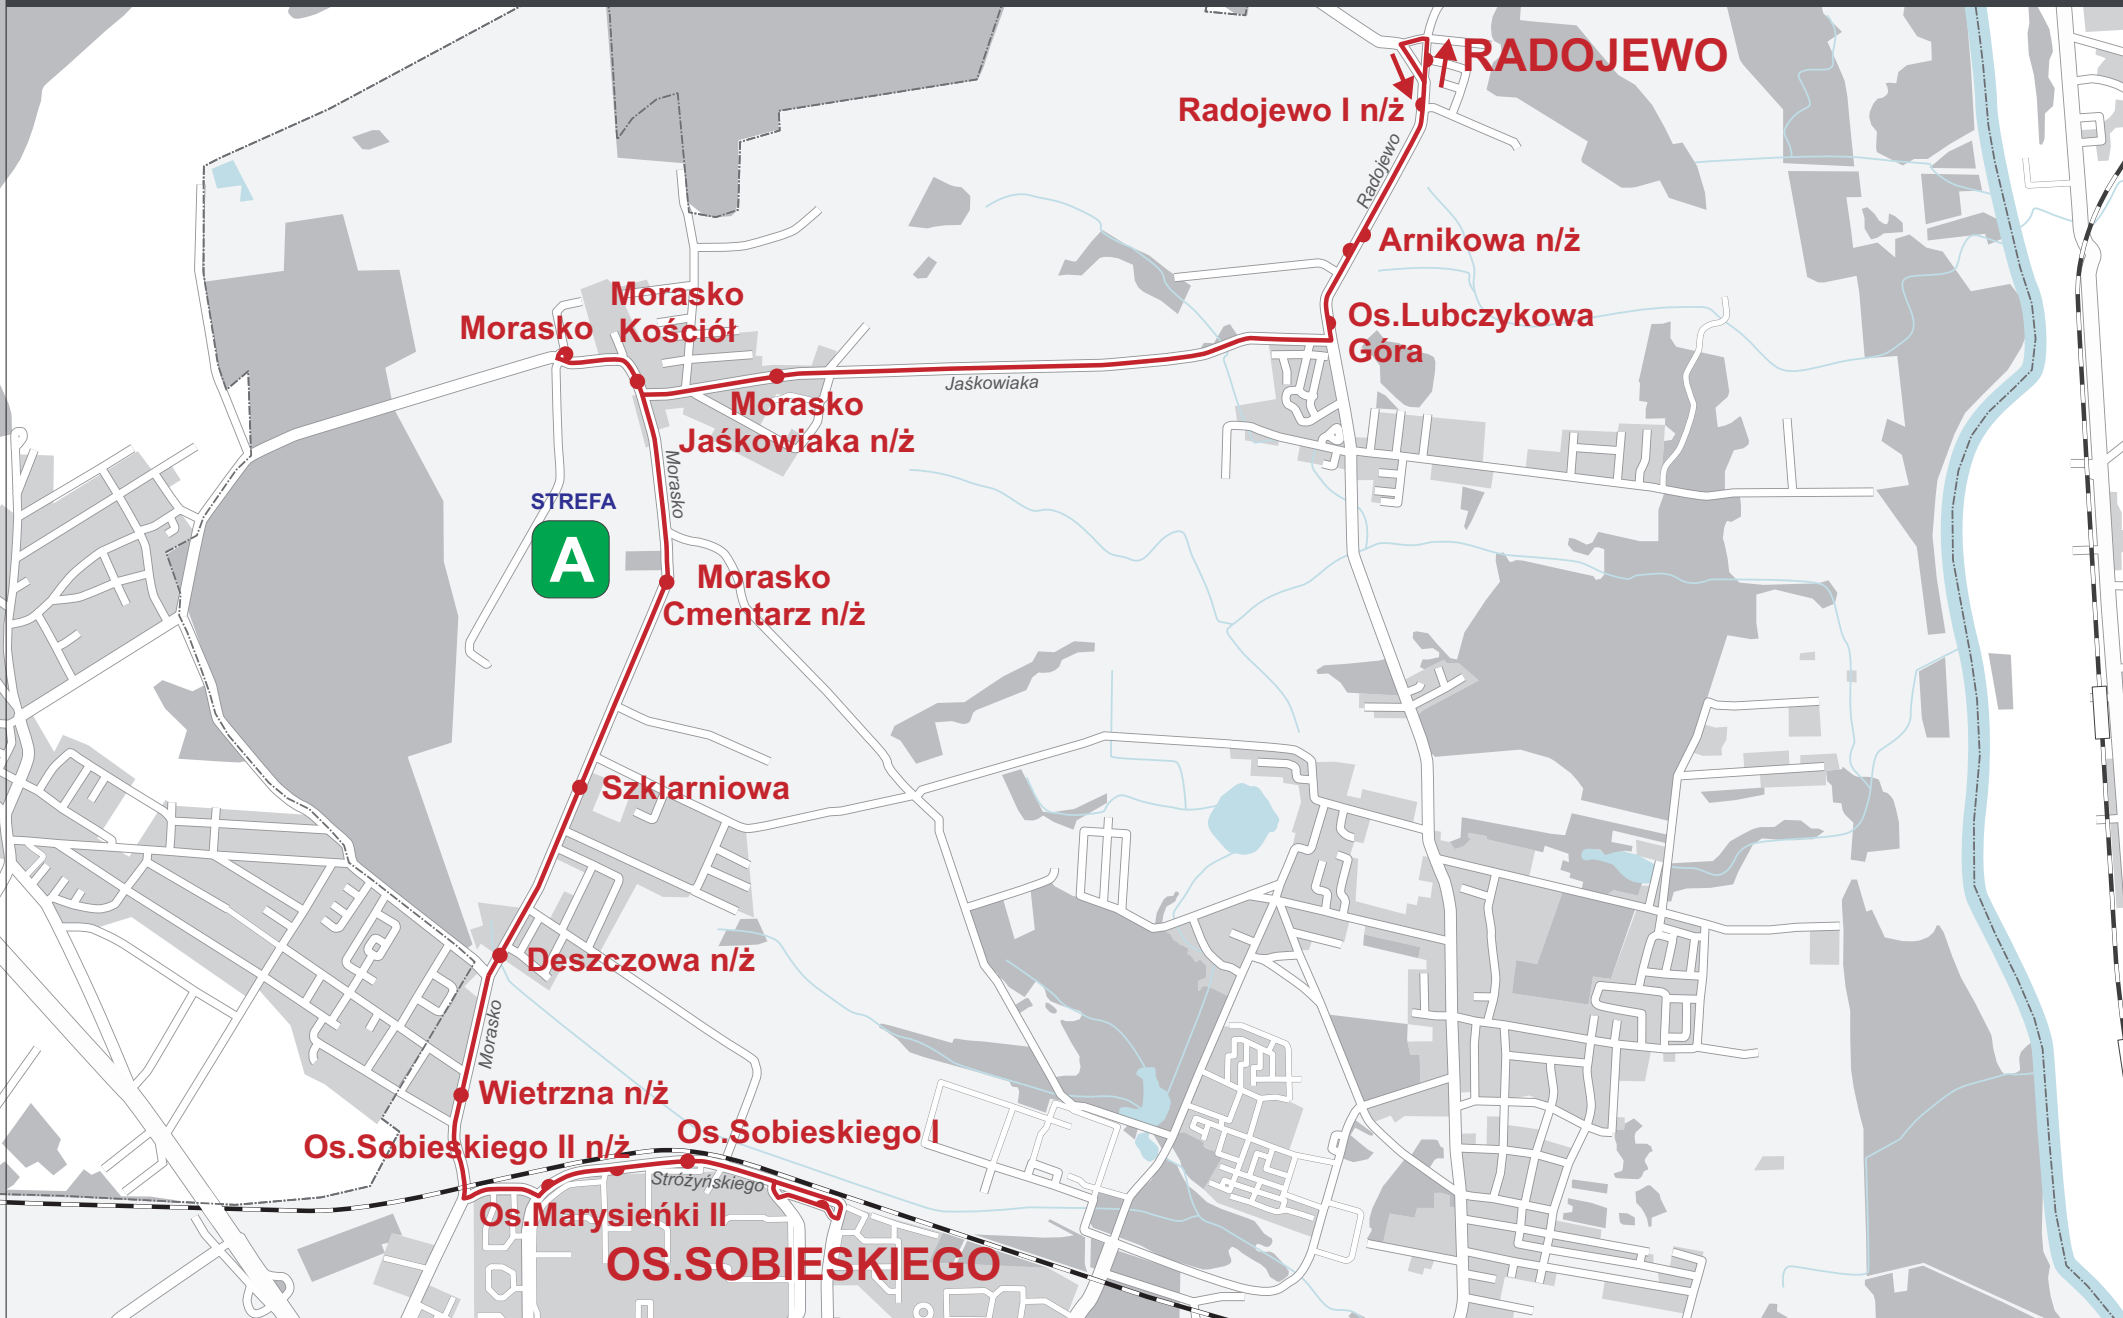 RADOJEWO
Radojewo I n/ż
Radojewo
Arnikowa n/ż
Os.Lubczykowa
Góra
Morasko
Kościół
Morasko
Jaśkowiaka
Morasko
Jaśkowiaka n/ż
Morasko
STREFA
A
Morasko
Cmentarz n/ż
Szklarniowa
Deszczowa n/ż
Morasko
Wietrzna n/ż
Os.Sobieskiego I
Os.Sobieskiego II n/ż
Stróżyńskiego
Os.Marysieńki II
OS.SOBIESKIEGO